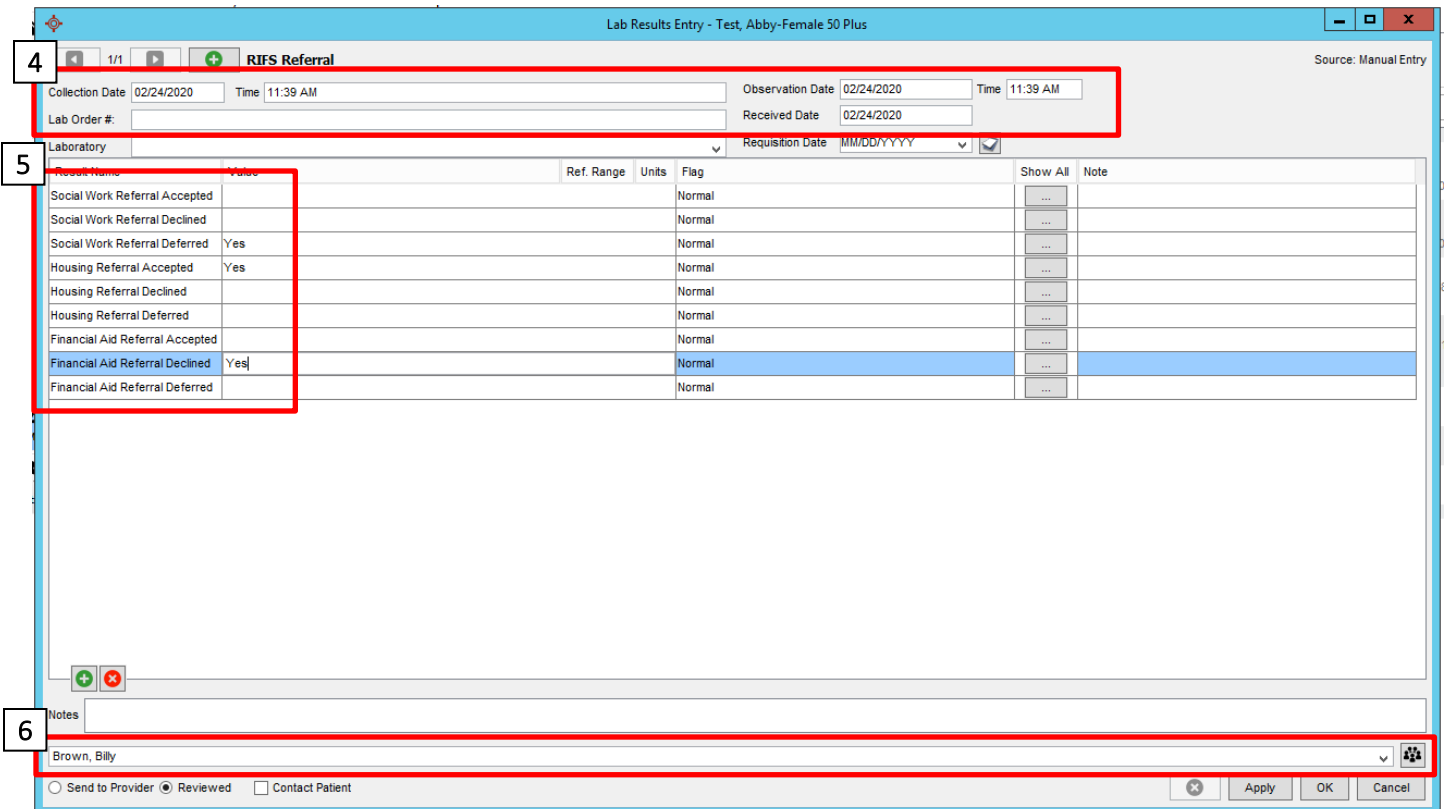 Lab Results Entry - Test, Abby-Female 50 Plus
4
1/1 RIFS Referral Source: Manual Entry
Collection Date 02/24/2020 Time 11:39 AM Observation Date 02/24/2020 Time 11:39 AM
Lab Order #: Received Date 02/24/2020
Laboratory Requisition Date MM/DD/YYYY
5
Result Name Value Ref. Range Units Flag Show All Note
Social Work Referral Accepted Normal ...
Social Work Referral Declined Normal ...
Social Work Referral Deferred Yes Normal ...
Housing Referral Accepted Yes Normal ...
Housing Referral Declined Normal ...
Housing Referral Deferred Normal ...
Financial Aid Referral Accepted Normal ...
Financial Aid Referral Declined Yes Normal ...
Financial Aid Referral Deferred Normal ...
Notes
6
Brown, Billy
Send to Provider Reviewed Contact Patient Apply OK Cancel